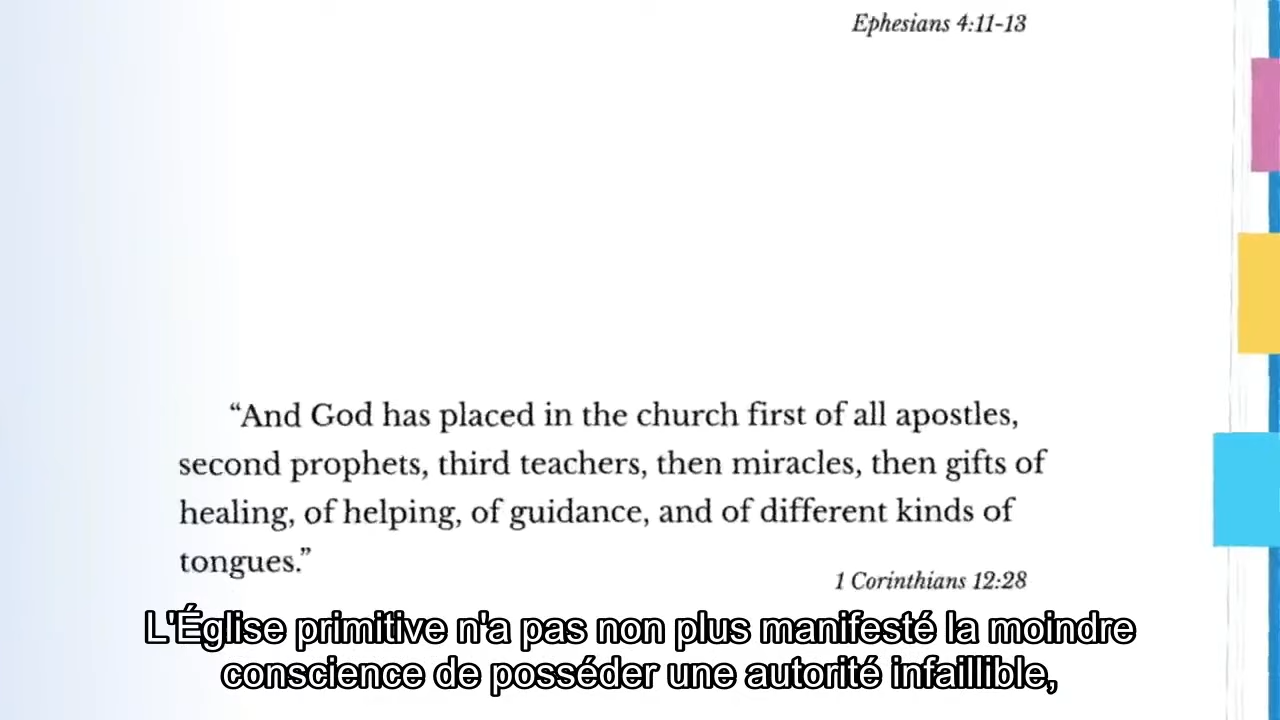 Ephesians 4:11-13
“And God has placed in the church first of all apostles,
second prophets, third teachers, then miracles, then gifts of
healing, of helping, of guidance, and of different kinds of
tongues.”
1 Corinthians 12:28
L'Église primitive n'a pas non plus manifesté la moindre
conscience de posséder une autorité infaillible,